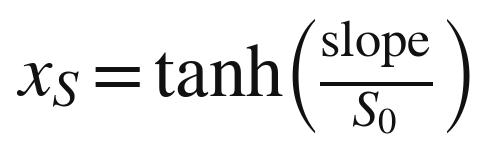 x_S = tanh(slope / S_0)